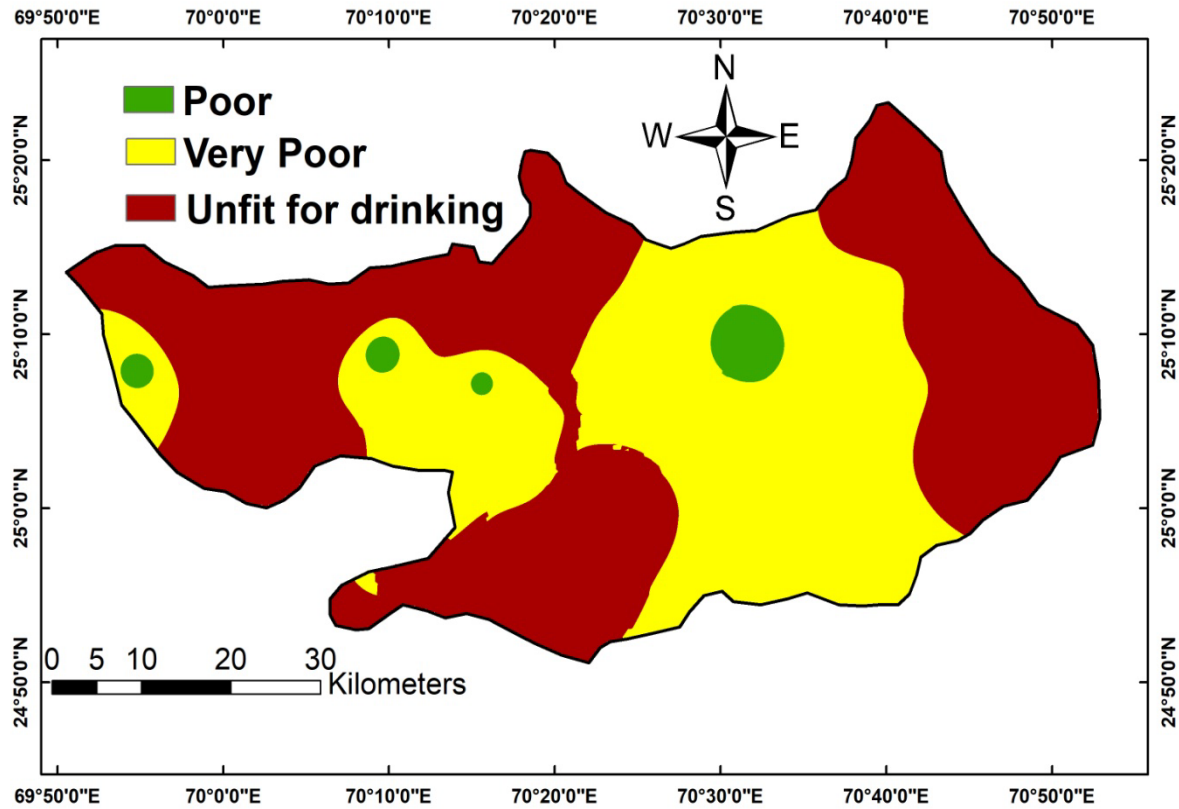 69°50'0"E 70°0'0"E 70°10'0"E 70°20'0"E 70°30'0"E 70°40'0"E 70°50'0"E
N
Poor
W E
Very Poor
25°20'0"N 25°20'0"N
S
Unfit for drinking
25°10'0"N 25°10'0"N
25°0'0"N 25°0'0"N
0 5 10 20 30
Kilometers
24°50'0"N 24°50'0"N
69°50'0"E 70°0'0"E 70°10'0"E 70°20'0"E 70°30'0"E 70°40'0"E 70°50'0"E